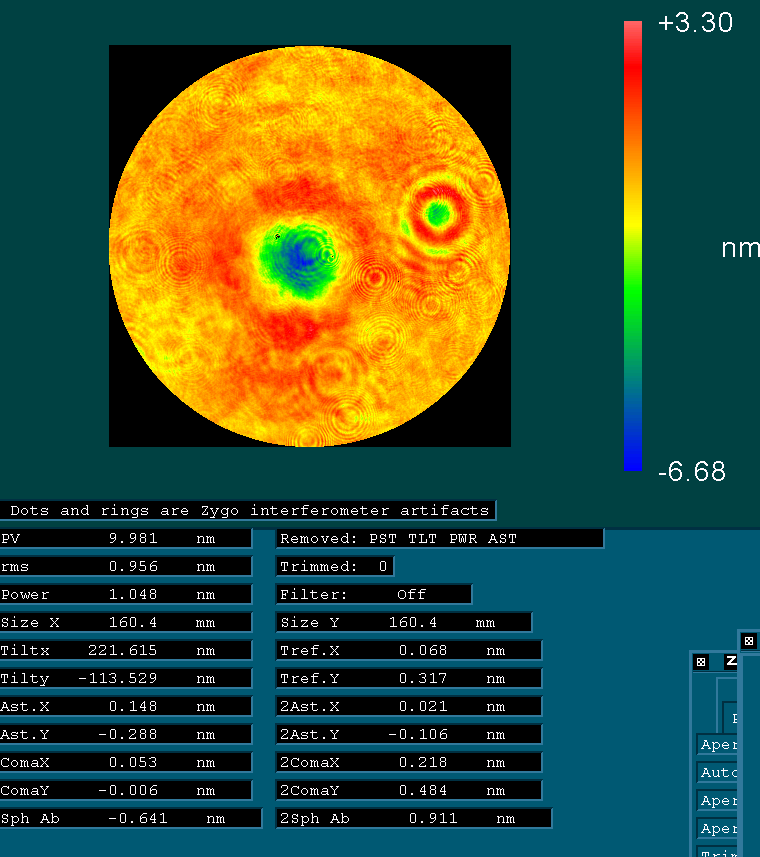 +3.30
nm
-6.68
Dots and rings are Zygo interferometer artifacts
PV 9.981 nm
Removed: PST TLT PWR AST
rms 0.956 nm
Trimmed: 0
Power 1.048 nm
Filter: Off
Size X 160.4 mm
Size Y 160.4 mm
Tiltx 221.615 nm
Tref.X 0.068 nm
Tilty -113.529 nm
Tref.Y 0.317 nm
Ast.X 0.148 nm
2Ast.X 0.021 nm
Ast.Y -0.288 nm
2Ast.Y -0.106 nm
ComaX 0.053 nm
2ComaX 0.218 nm
ComaY -0.006 nm
2ComaY 0.484 nm
Sph Ab -0.641 nm
2Sph Ab 0.911 nm
Z
Aper
Auto
Aper
Aper
Trim